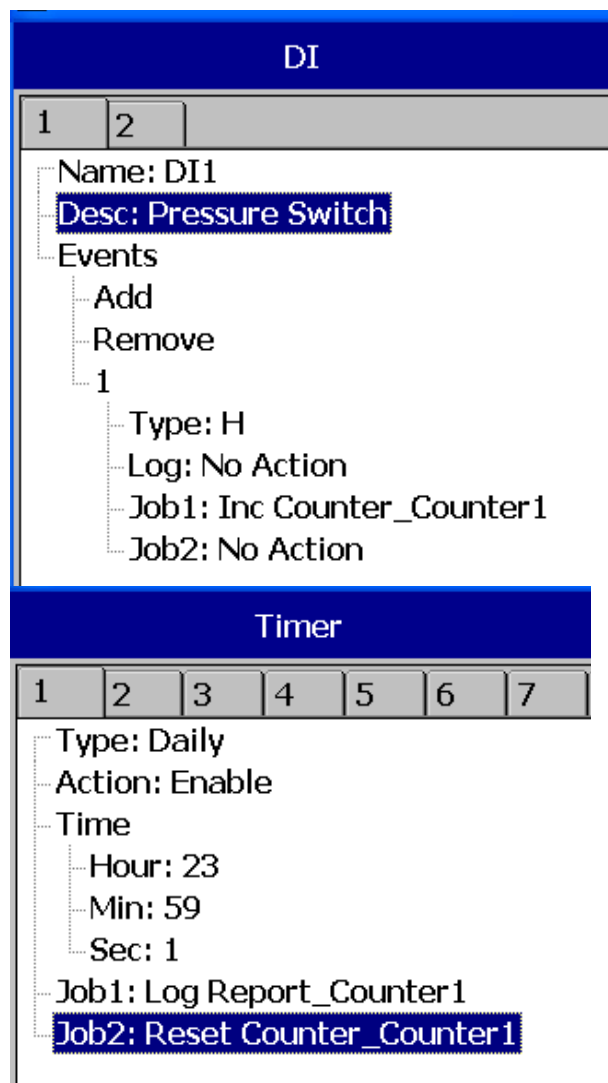 DI
1 2
Name: DI1
Desc: Pressure Switch
Events
Add
Remove
1
Type: H
Log: No Action
Job1: Inc Counter_Counter1
Job2: No Action
Timer
1 2 3 4 5 6 7
Type: Daily
Action: Enable
Time
Hour: 23
Min: 59
Sec: 1
Job1: Log Report_Counter1
Job2: Reset Counter_Counter1